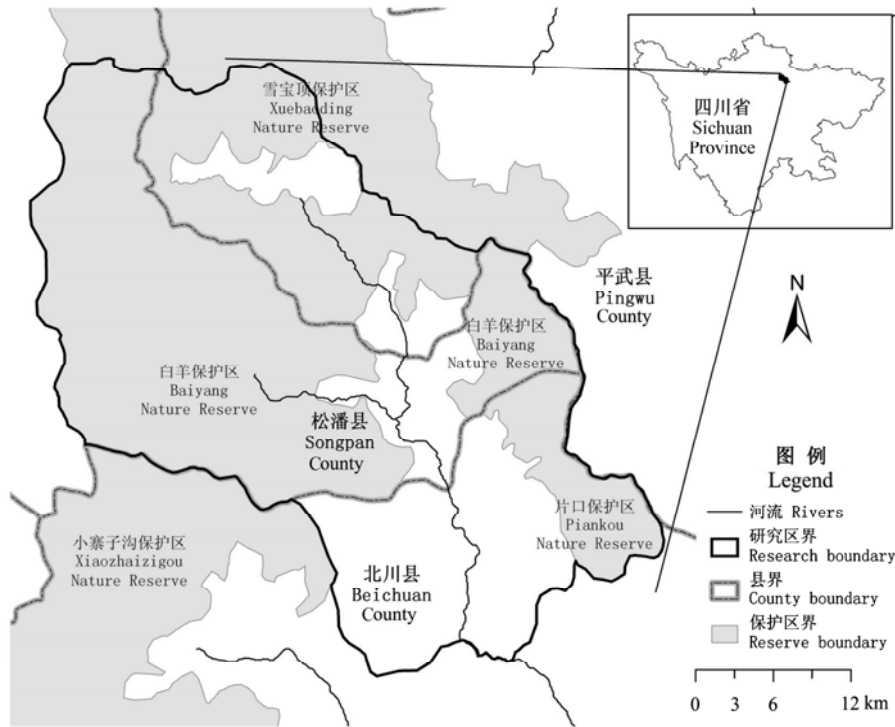 雪宝顶保护区
Xuebaoding
Nature Reserve
四川省
Sichuan
Province
平武县
Pingwu
County
N
白羊保护区
Baiyang
Nature Reserve
白羊保护区
Baiyang
Nature Reserve
松潘县
Songpan
County
片口保护区
Piankou
Nature Reserve
小寨子沟保护区
Xiaozhaizigou
Nature Reserve
北川县
Beichuan
County
图 例
Legend
河流 Rivers
研究区界
Research boundary
县界
County boundary
保护区界
Reserve boundary
0 3 6 12 km